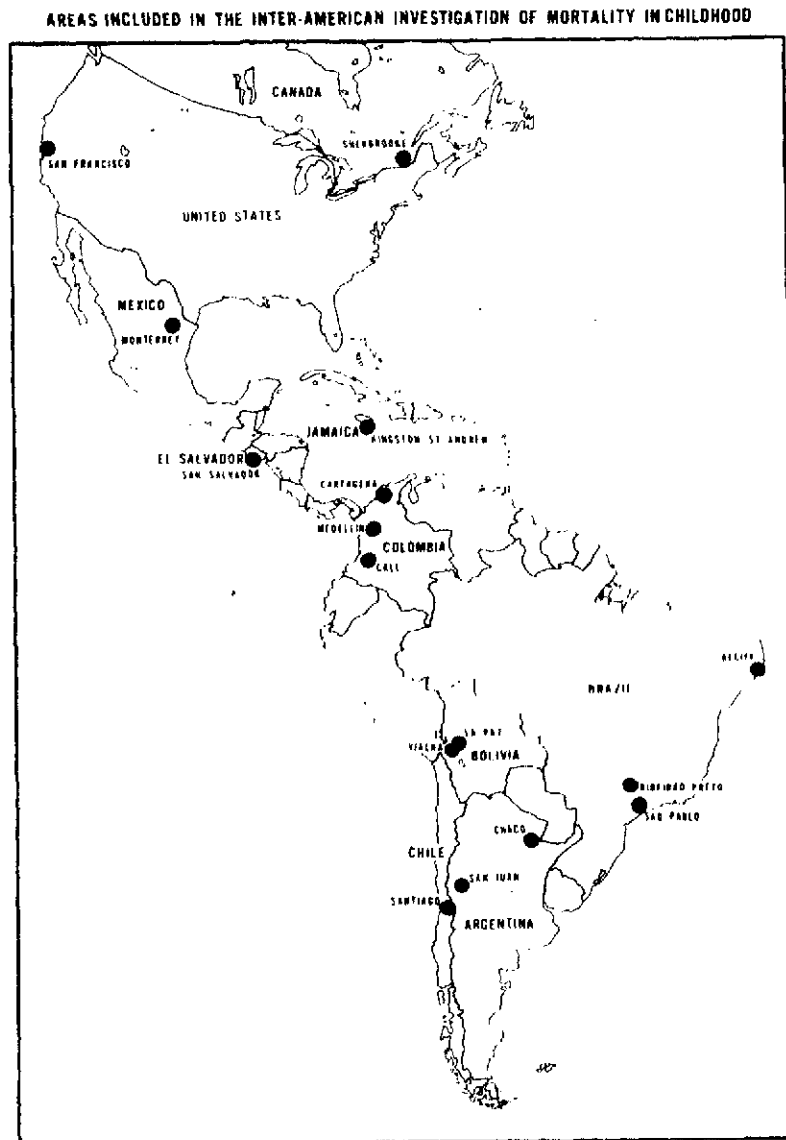 AREAS INCLUDED IN THE INTER-AMERICAN INVESTIGATION OF MORTALITY IN CHILDHOOD
CANADA
SHERBROOKE
SAN FRANCISCO
UNITED STATES
MEXICO
MONTERREY
JAMAICA
KINGSTON ST ANDREW
EL SALVADOR
SAN SALVADOR
CARTAGENA
MEDELLIN
COLOMBIA
CALI
RECIFE
BRAZIL
LA PAZ
VIACHA
BOLIVIA
RIBEIRAO PRETO
SAO PABLO
CHACO
CHILE
SAN JUAN
SANTIAGO
ARGENTINA